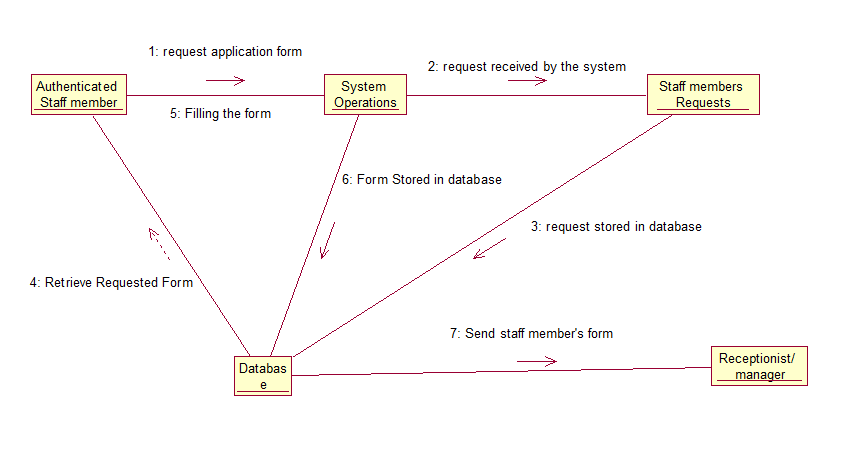 1: request application form
2: request received by the system
Authenticated
Staff member
System
Operations
Staff members
Requests
5: Filling the form
6: Form Stored in database
3: request stored in database
4: Retrieve Requested Form
7: Send staff member's form
Databas
e
Receptionist/
manager